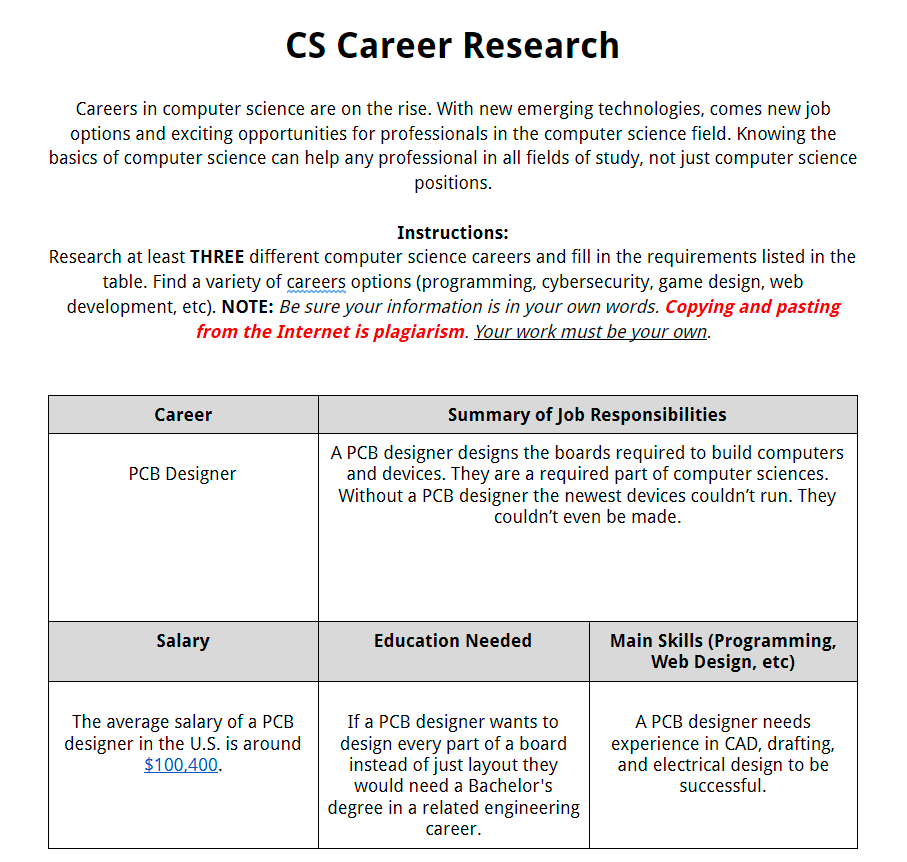 CS Career Research
Careers in computer science are on the rise. With new emerging technologies, comes new job
options and exciting opportunities for professionals in the computer science field. Knowing the
basics of computer science can help any professional in all fields of study, not just computer science
positions.
Instructions:
Research at least THREE different computer science careers and fill in the requirements listed in the
table. Find a variety of careers options (programming, cybersecurity, game design, web
development, etc). NOTE: Be sure your information is in your own words. Copying and pasting
from the Internet is plagiarism. Your work must be your own.
Career
Summary of Job Responsibilities
PCB Designer
A PCB designer designs the boards required to build computers
and devices. They are a required part of computer sciences.
Without a PCB designer the newest devices couldn’t run. They
couldn’t even be made.
Salary
Education Needed
Main Skills (Programming,
Web Design, etc)
The average salary of a PCB
designer in the U.S. is around
$100,400.
If a PCB designer wants to
design every part of a board
instead of just layout they
would need a Bachelor's
degree in a related engineering
career.
A PCB designer needs
experience in CAD, drafting,
and electrical design to be
successful.